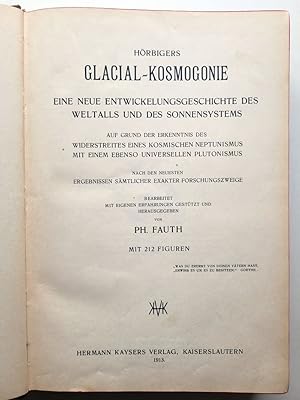 HÖRBIGERS
GLACIAL-KOSMOGONIE
EINE NEUE ENTWICKELUNGSGESCHICHTE DES
WELTALLS UND DES SONNENSYSTEMS
AUF GRUND DER ERKENNTNIS DES
WIDERSTREITES EINES KOSMISCHEN NEPTUNISMUS
MIT EINEM EBENSO UNIVERSELLEN PLUTONISMUS
NACH DEN NEUESTEN
ERGEBNISSEN SÄMTLICHER EXAKTER FORSCHUNGSZWEIGE
BEARBEITET
MIT EIGENEN ERFAHRUNGEN GESTÜTZT UND
HERAUSGEGEBEN
VON
PH. FAUTH
MIT 212 FIGUREN
„WAS DU ERERBT VON DEINEN VÄTERN HAST,
ERWIRB ES UM ES ZU BESITZEN." GOETHE.
HERMANN KAYSERS VERLAG, KAISERSLAUTERN
1913.